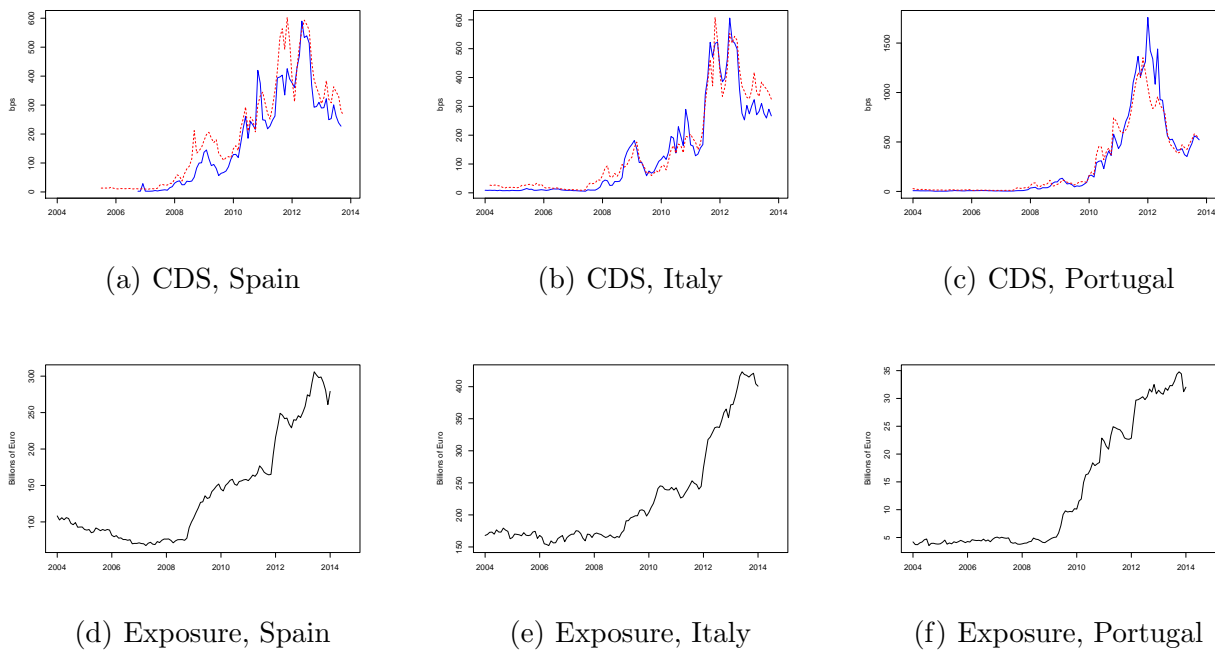 0 100 200 300 400 500 600
bps
2004 2006 2008 2010 2012 2014
0 100 200 300 400 500 600
bps
2004 2006 2008 2010 2012 2014
0 500 1000 1500
bps
2004 2006 2008 2010 2012 2014
(a) CDS, Spain
(b) CDS, Italy
(c) CDS, Portugal
100 150 200 250 300
Billions of Euro
2004 2006 2008 2010 2012 2014
150 200 250 300 350 400
Billions of Euro
2004 2006 2008 2010 2012 2014
5 10 15 20 25 30 35
Billions of Euro
2004 2006 2008 2010 2012 2014
(d) Exposure, Spain
(e) Exposure, Italy
(f) Exposure, Portugal